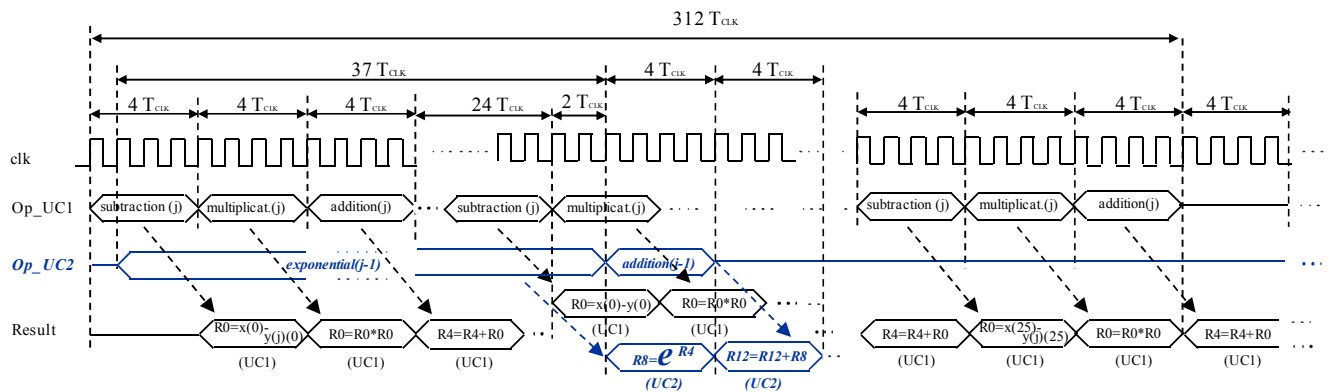 312 TCLK
37 TCLK 4 TCLK 4 TCLK
4 TCLK 4 TCLK 4 TCLK 24 TCLK 2 TCLK 4 TCLK 4 TCLK 4 TCLK 4 TCLK
clk
Op_UC1 subtraction (j) multiplicat.(j) addition(j) ... subtraction (j) multiplicat.(j) subtraction (j) multiplicat.(j) addition(j)
Op_UC2 exponential(j-1) addition(j-1) ...
R0=x(0)-y(0) R0=R0*R0 ...
(UC1) (UC1)
Result R0=x(0)-y(j)(0) R0=R0*R0 R4=R4+R0 ... R4=R4+R0 R0=x(25)-y(j)(25) R0=R0*R0 R4=R4+R0 ...
(UC1) (UC1) (UC1) (UC1) (UC1) (UC1) (UC1)
R8=e R4 R12=R12+R8 ...
(UC2) (UC2)